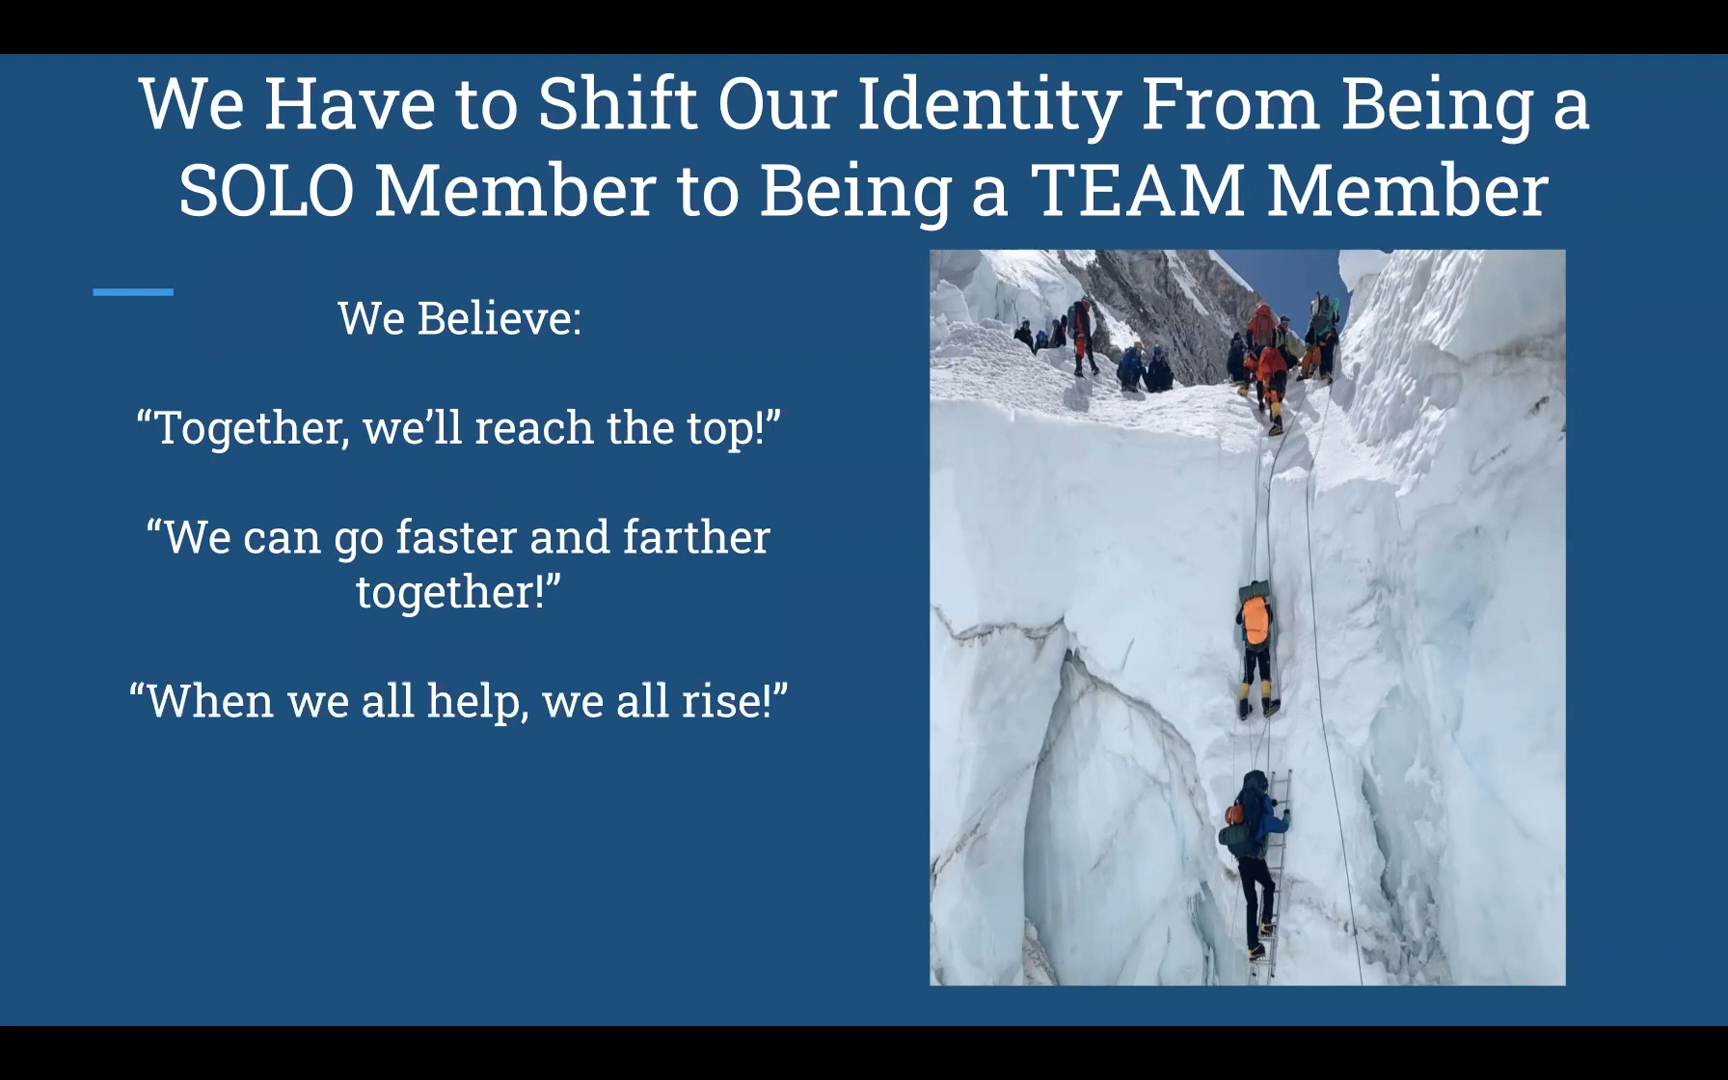 We Have to Shift Our Identity From Being a
SOLO Member to Being a TEAM Member
We Believe:
“Together, we’ll reach the top!”
“We can go faster and farther
together!”
“When we all help, we all rise!”